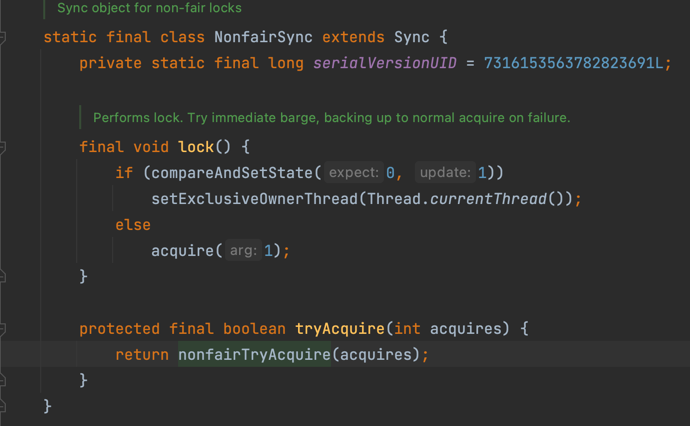 Sync object for non-fair locks
static final class NonfairSync extends Sync {
private static final long serialVersionUID = 7316153563782823691L;
Performs lock. Try immediate barge, backing up to normal acquire on failure.
final void lock() {
if (compareAndSetState( expect: 0, update: 1))
setExclusiveOwnerThread(Thread.currentThread());
else
acquire( arg: 1);
}
protected final boolean tryAcquire(int acquires) {
return nonfairTryAcquire(acquires);
}
}